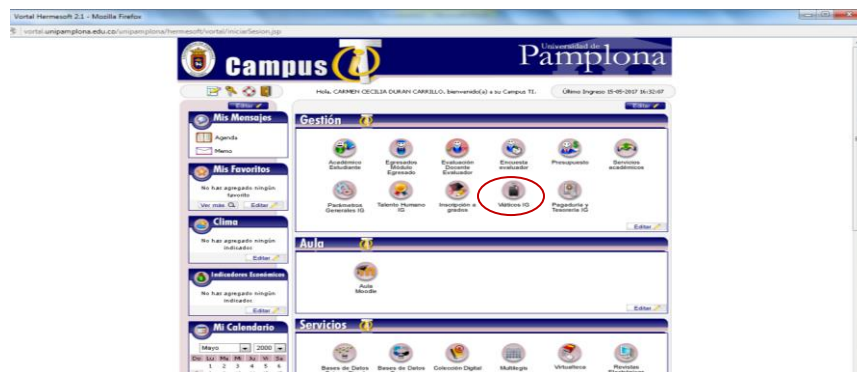 Vortal Hermesoft 2.1 - Mozilla Firefox
vortal.unipamplona.edu.co/unipamplona/hermesoft/vortal/iniciarSesion.jsp
Campus TI
Universidad de
Pamplona
Hola, CARMEN CECILIA DURAN CARRILLO, bienvenido(a) a su Campus TI.
Último Ingreso 15-05-2017 16:32:07
Editar
Mis Mensajes
Agenda
Memo
Mis Favoritos
No has agregado ningún
favorito
Ver más
Editar
Clima
No has agregado ningún
indicador
Editar
Indicadores Económicos
No has agregado ningún
indicador
Editar
Mi Calendario
Mayo 2000
Do Lu Ma Mi Ju Vi Sa
1 2 3 4 5 6
Editar
Gestión
Académico
Estudiante
Egresados
Módulo
Egresado
Evaluación
Docente
Evaluador
Encuesta
evaluador
Presupuesto
Servicios
académicos
Parámetros
Generales IG
Talento Humano
IG
Inscripción a
grados
Viáticos IG
Pagaduría y
Tesorería IG
Editar
Aula
Aula
Moodle
Editar
Servicios
Bases de Datos
Bases de Datos
Colección Digital
Multilegis
Virtualteca
Revistas